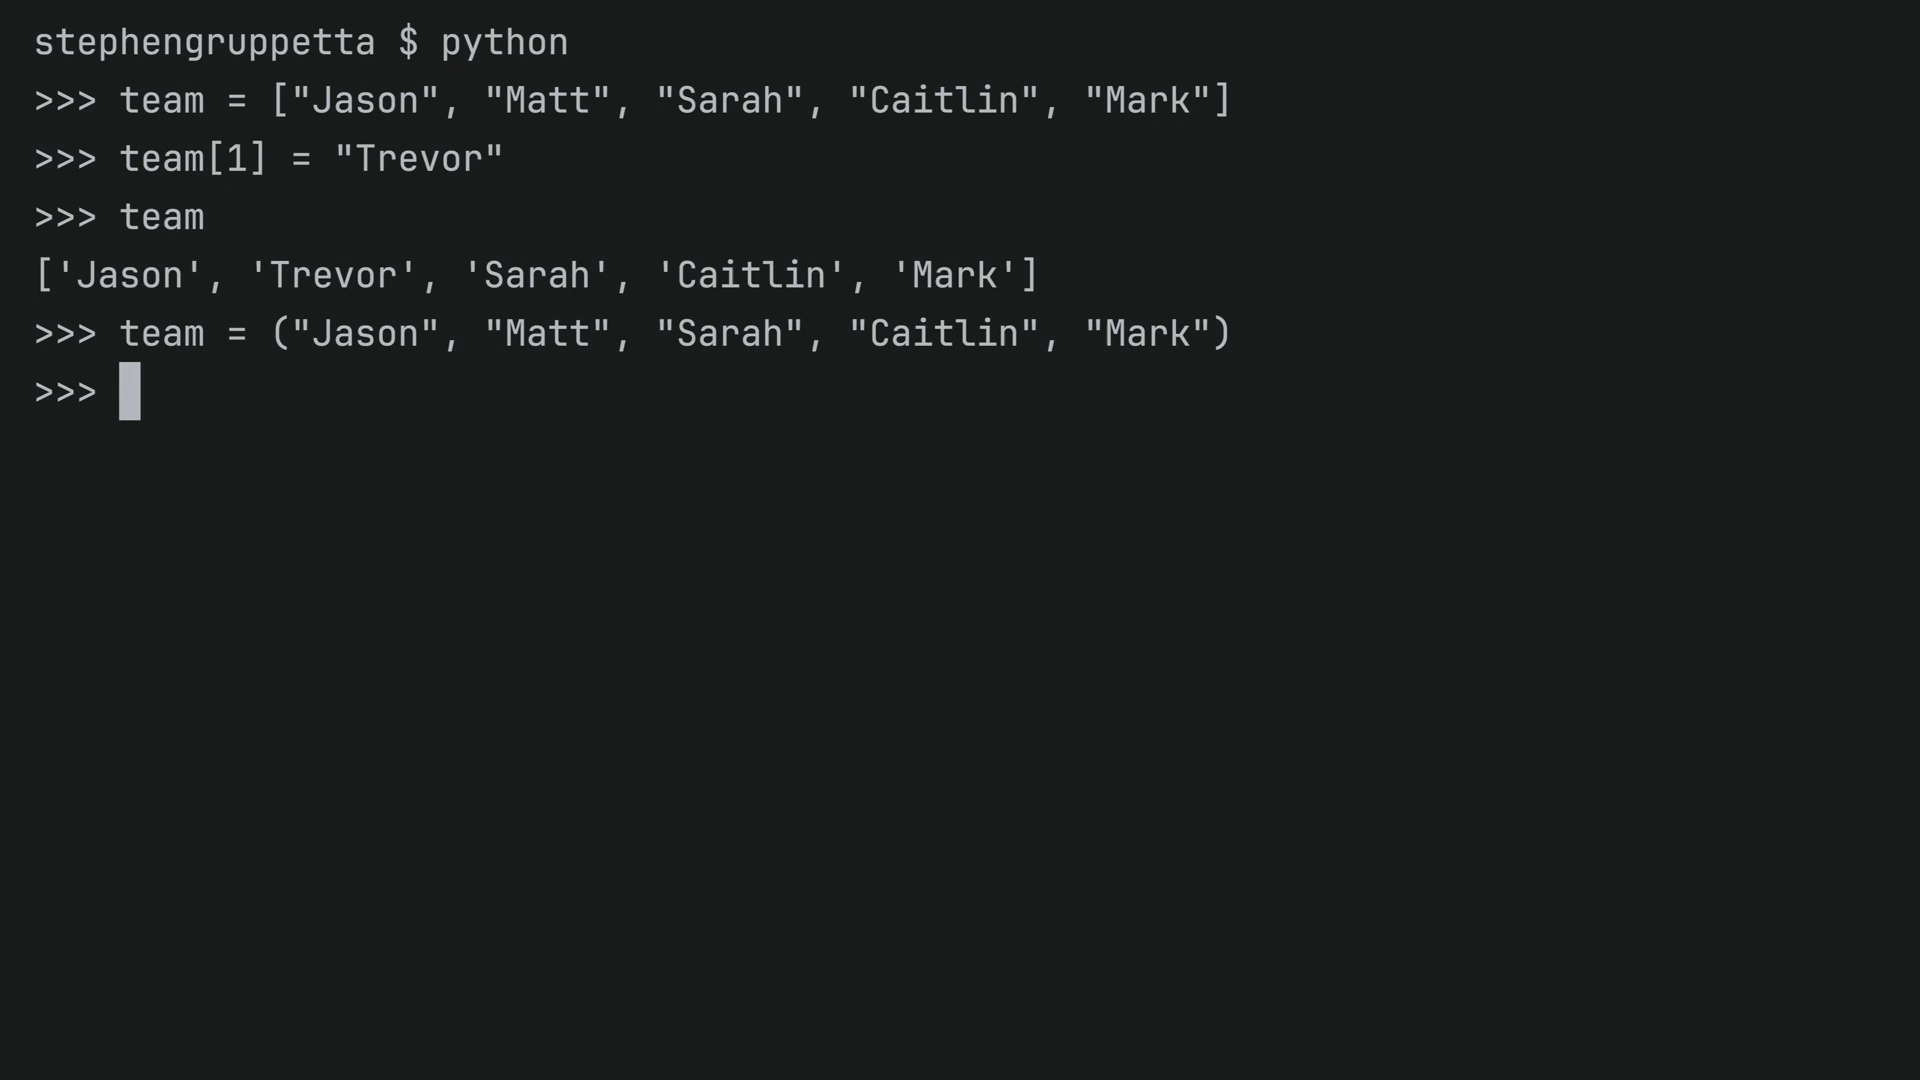 stephengruppetta $ python
>>> team = ["Jason", "Matt", "Sarah", "Caitlin", "Mark"]
>>> team[1] = "Trevor"
>>> team
['Jason', 'Trevor', 'Sarah', 'Caitlin', 'Mark']
>>> team = ("Jason", "Matt", "Sarah", "Caitlin", "Mark")
>>>